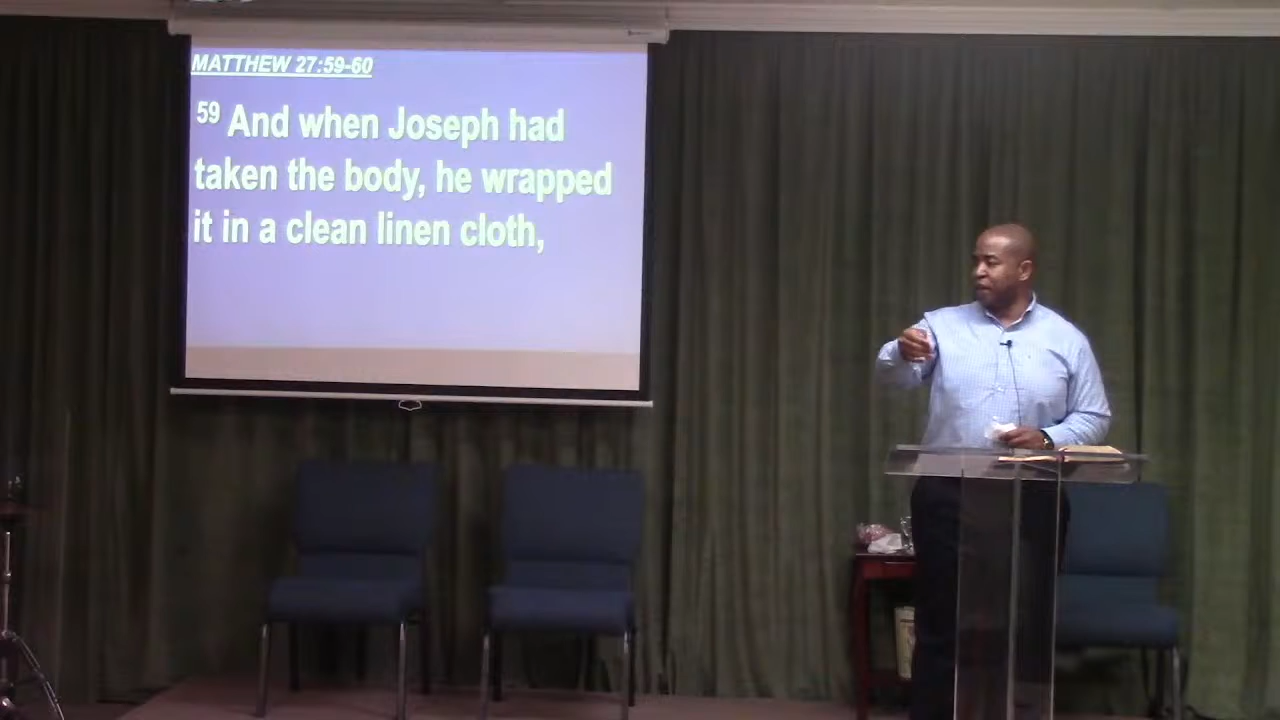 MATTHEW 27:59-60
59 And when Joseph had
taken the body, he wrapped
it in a clean linen cloth,